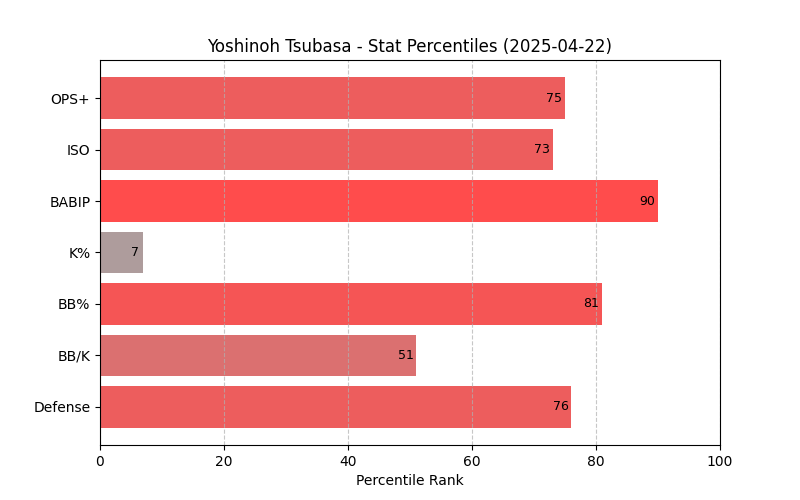 Yoshinoh Tsubasa - Stat Percentiles (2025-04-22)
OPS+ 75
ISO 73
BABIP 90
K% 7
BB% 81
BB/K 51
Defense 76
0 20 40 60 80 100
Percentile Rank